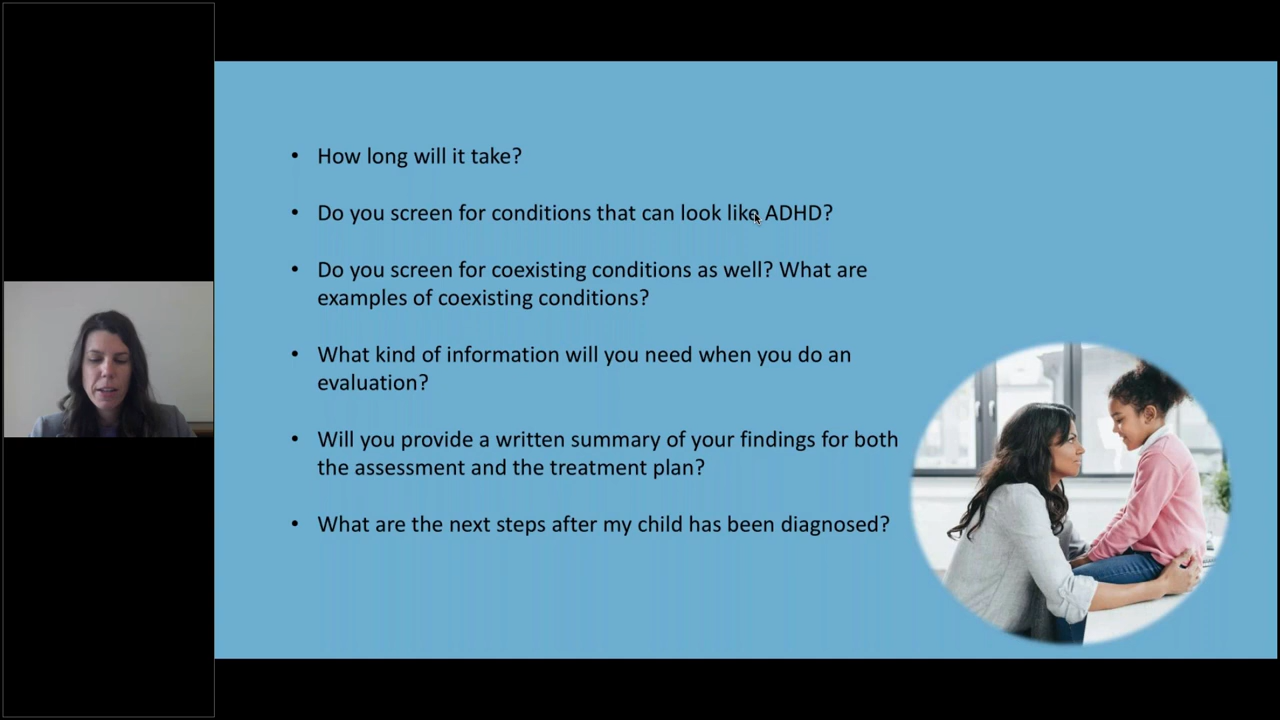 • How long will it take?
• Do you screen for conditions that can look like ADHD?
• Do you screen for coexisting conditions as well? What are
examples of coexisting conditions?
• What kind of information will you need when you do an
evaluation?
• Will you provide a written summary of your findings for both
the assessment and the treatment plan?
• What are the next steps after my child has been diagnosed?